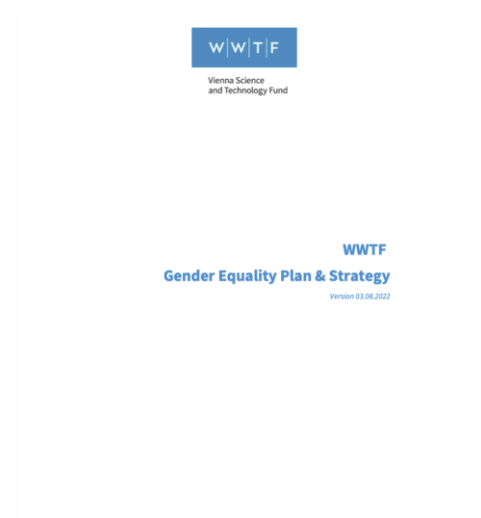 W|W|T|F
Vienna Science
and Technology Fund
WWTF
Gender Equality Plan & Strategy
Version 03.08.2022